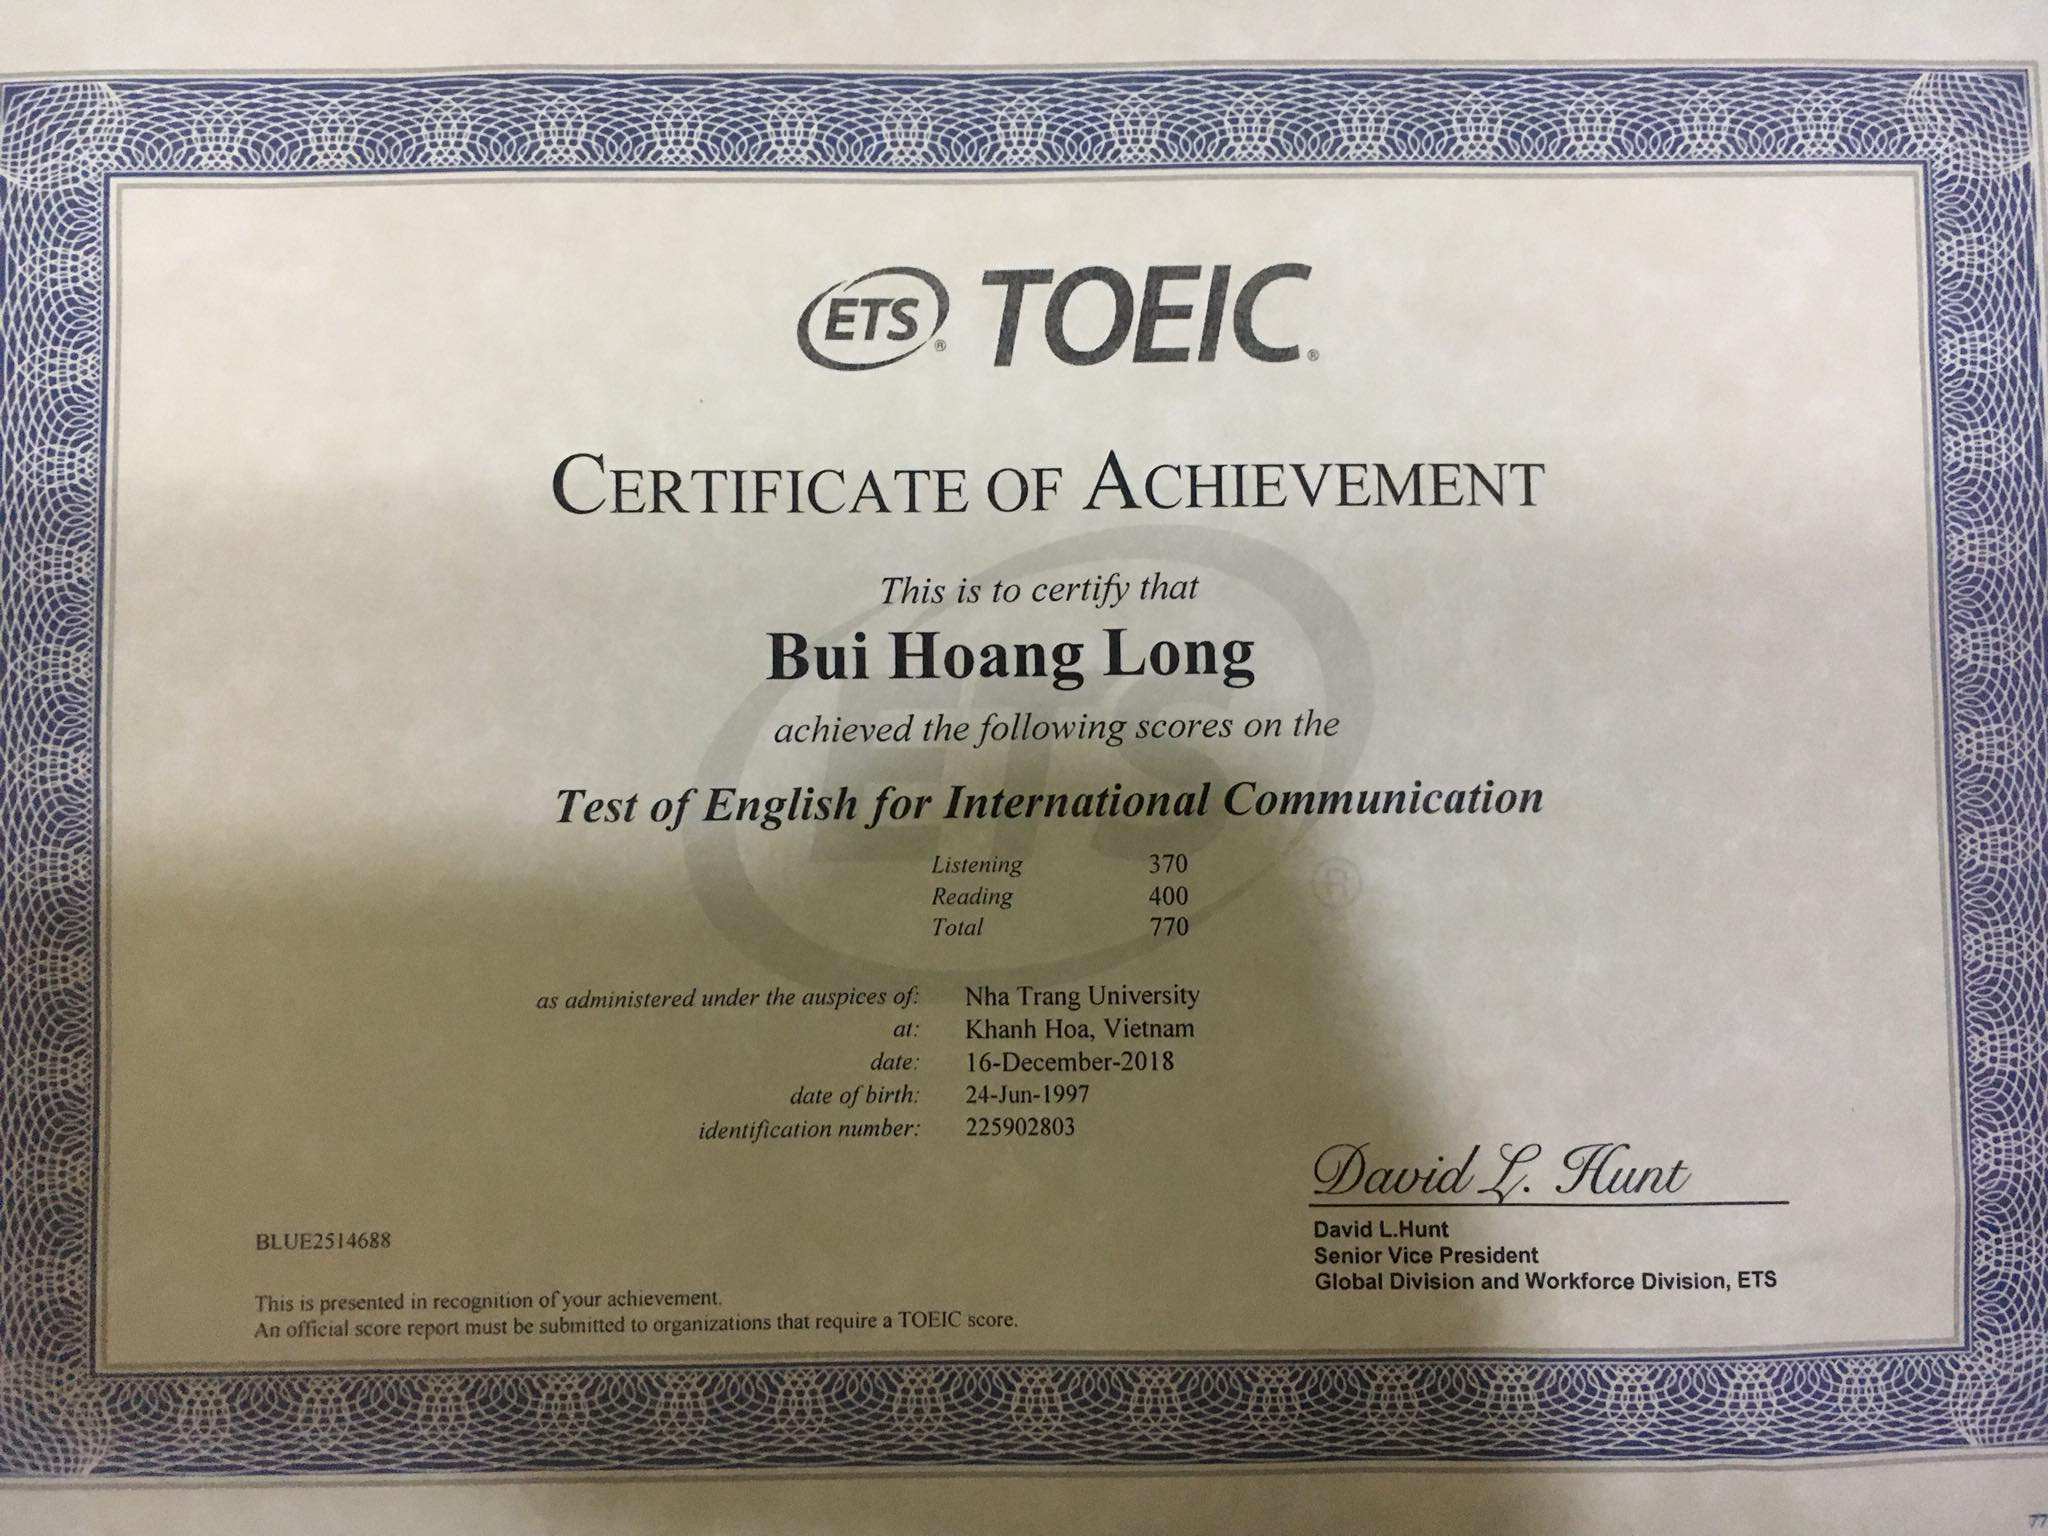 ETS® TOEIC®
CERTIFICATE OF ACHIEVEMENT
This is to certify that
Bui Hoang Long
achieved the following scores on the
Test of English for International Communication
Listening 370
Reading 400
Total 770
as administered under the auspices of: Nha Trang University
at: Khanh Hoa, Vietnam
date: 16-December-2018
date of birth: 24-Jun-1997
identification number: 225902803
David L. Hunt
David L.Hunt
Senior Vice President
Global Division and Workforce Division, ETS
BLUE2514688
This is presented in recognition of your achievement.
An official score report must be submitted to organizations that require a TOEIC score.
ETS®